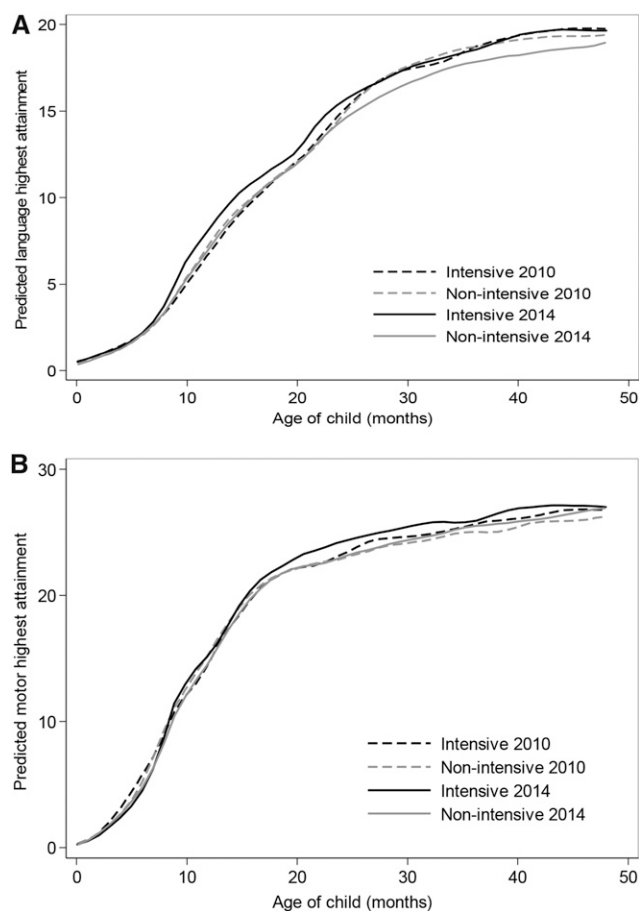 A
20
15
10
5
0
Predicted language highest attainment
Intensive 2010
Non-intensive 2010
Intensive 2014
Non-intensive 2014
0 10 20 30 40 50
Age of child (months)
B
30
20
10
0
Predicted motor highest attainment
Intensive 2010
Non-intensive 2010
Intensive 2014
Non-intensive 2014
0 10 20 30 40 50
Age of child (months)